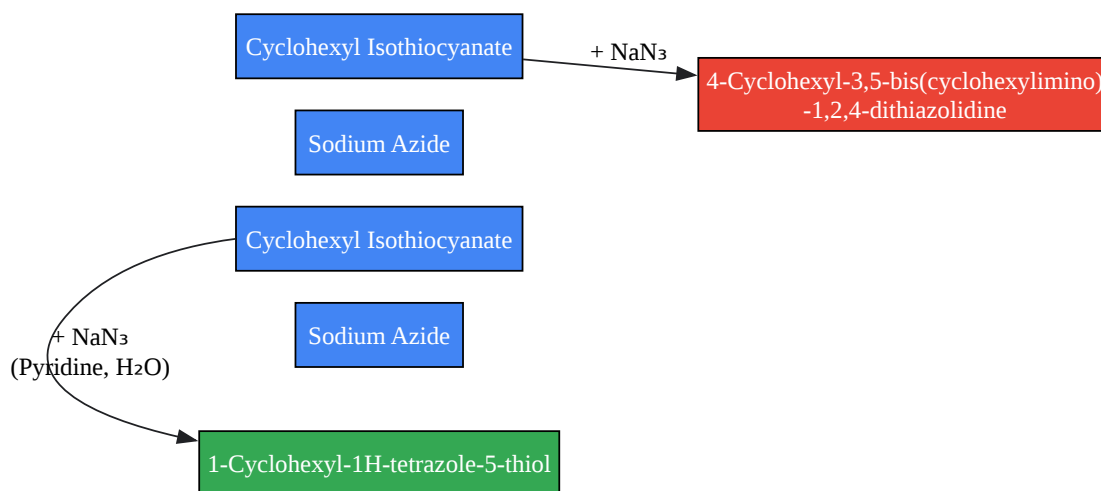 Cyclohexyl Isothiocyanate
+ NaN₃
4-Cyclohexyl-3,5-bis(cyclohexylimino)
-1,2,4-dithiazolidine
Sodium Azide
Cyclohexyl Isothiocyanate
Sodium Azide
+ NaN₃
(Pyridine, H₂O)
1-Cyclohexyl-1H-tetrazole-5-thiol